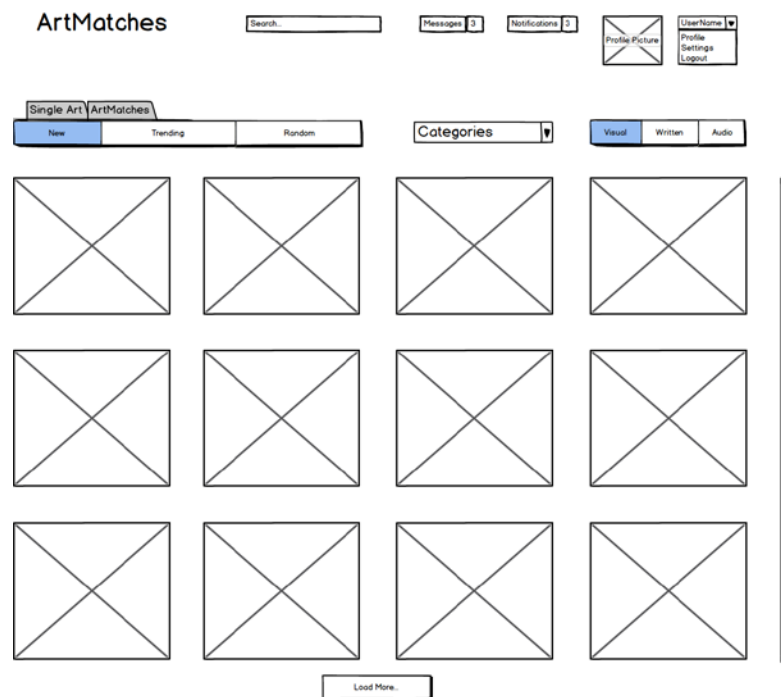 ArtMatches
Search..
Messages 3
Notifications 3
Profile Picture
UserName
Profile
Settings
Logout
Single Art ArtMatches
New Trending Random
Categories
Visual Written Audio
Load More..